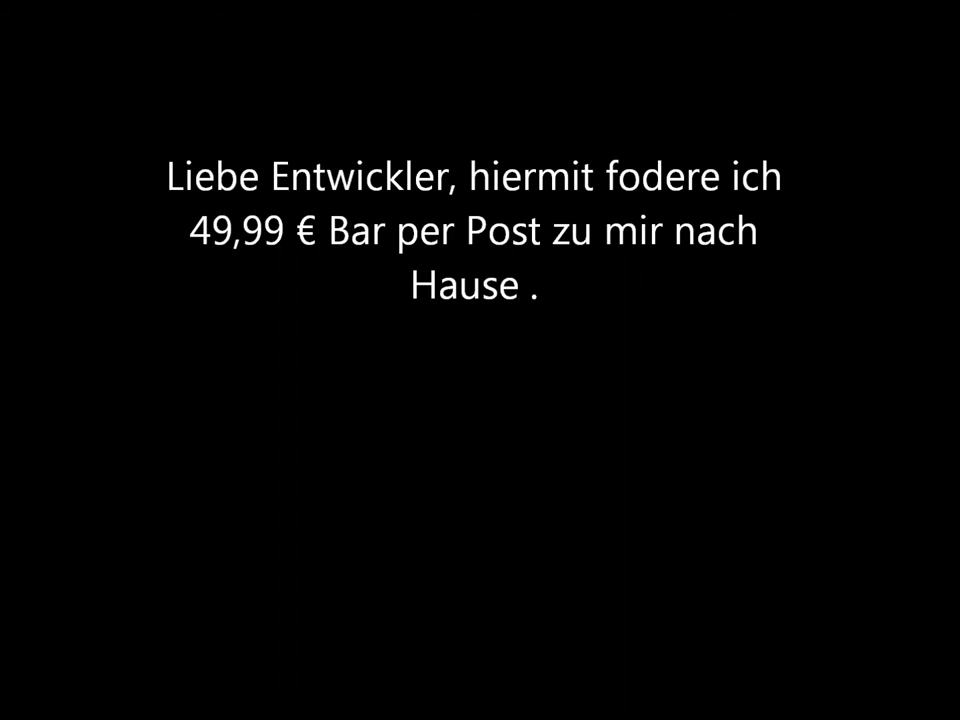 Liebe Entwickler, hiermit fodere ich
49,99 € Bar per Post zu mir nach
Hause .